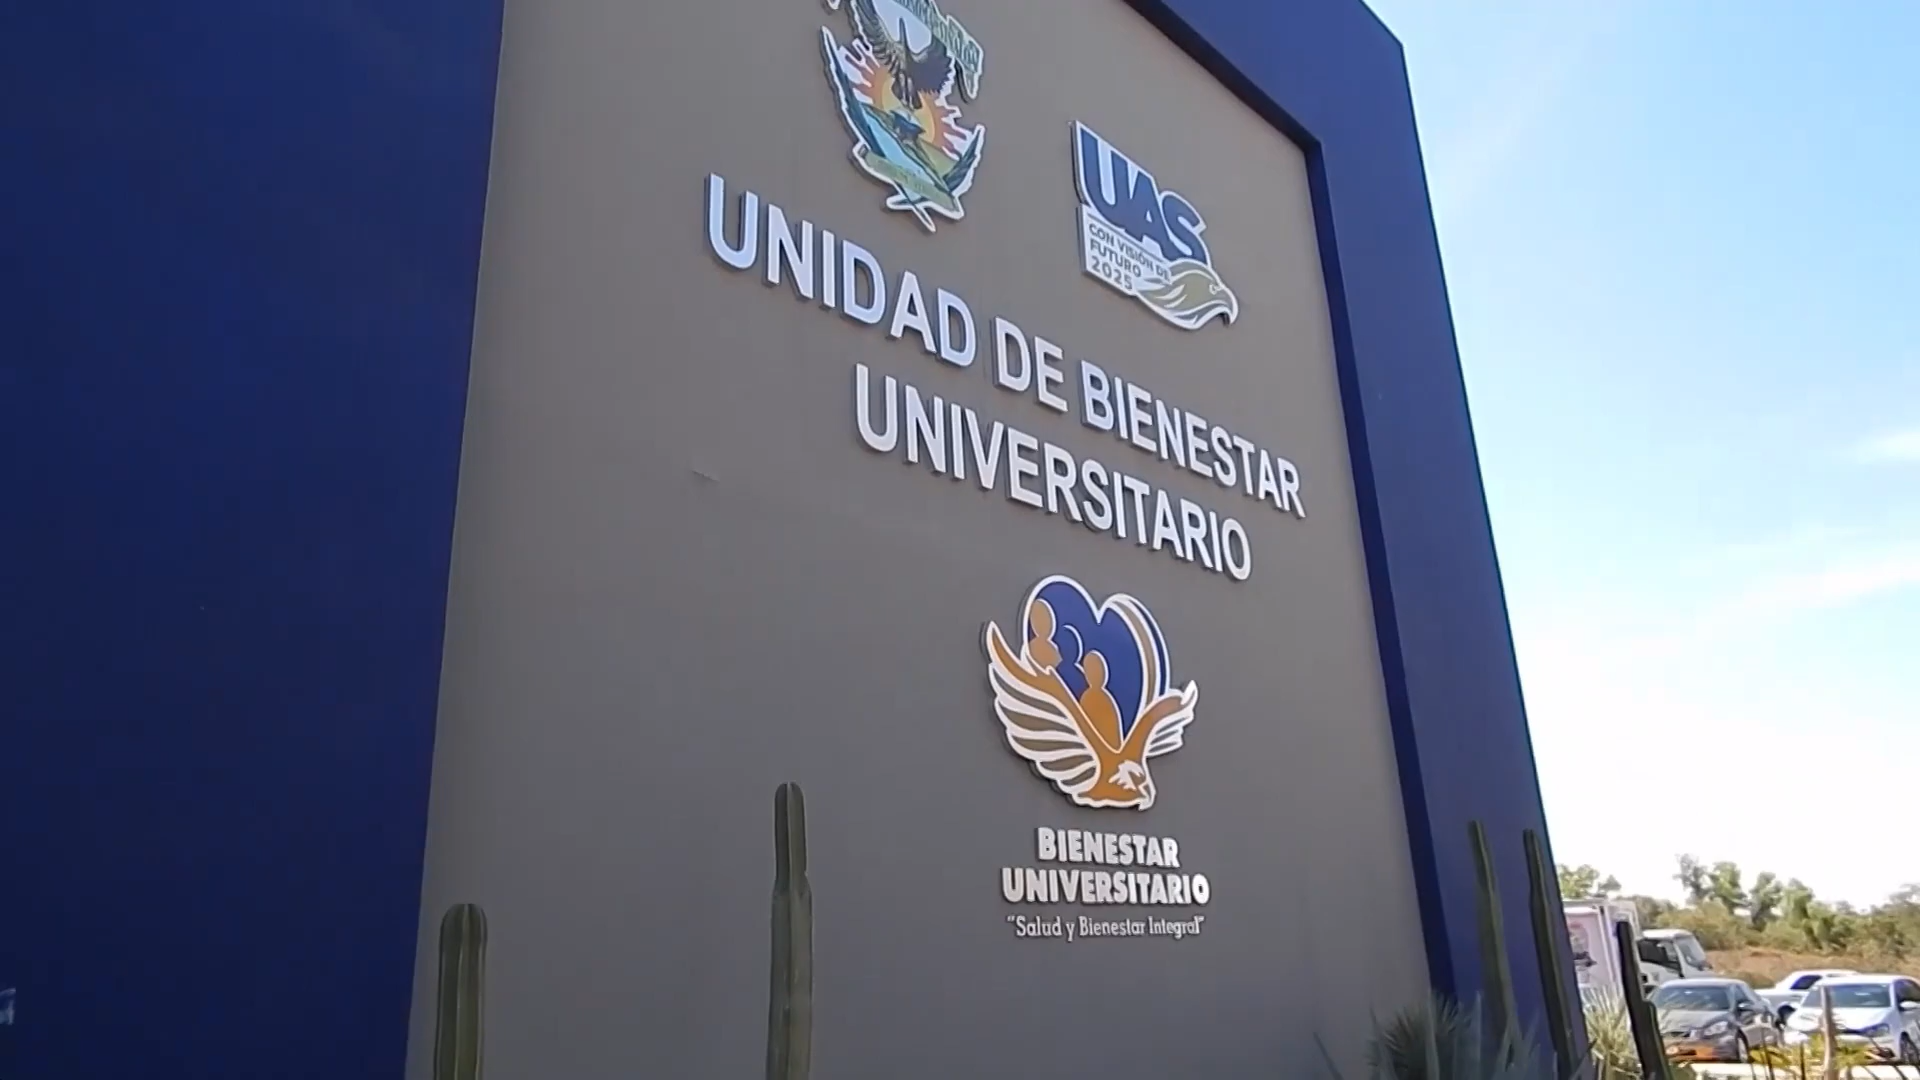 UAS
CON VISIÓN DE
FUTURO
2025
UNIDAD DE BIENESTAR
UNIVERSITARIO
BIENESTAR
UNIVERSITARIO
"Salud y Bienestar Integral"